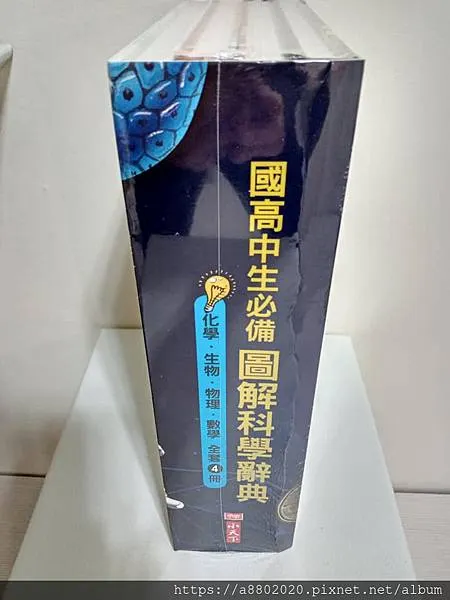 國高中生必備
圖解科學辭典
化學・生物・物理・數學 全套4冊
小天下
https://a8802020.pixnet.net/album